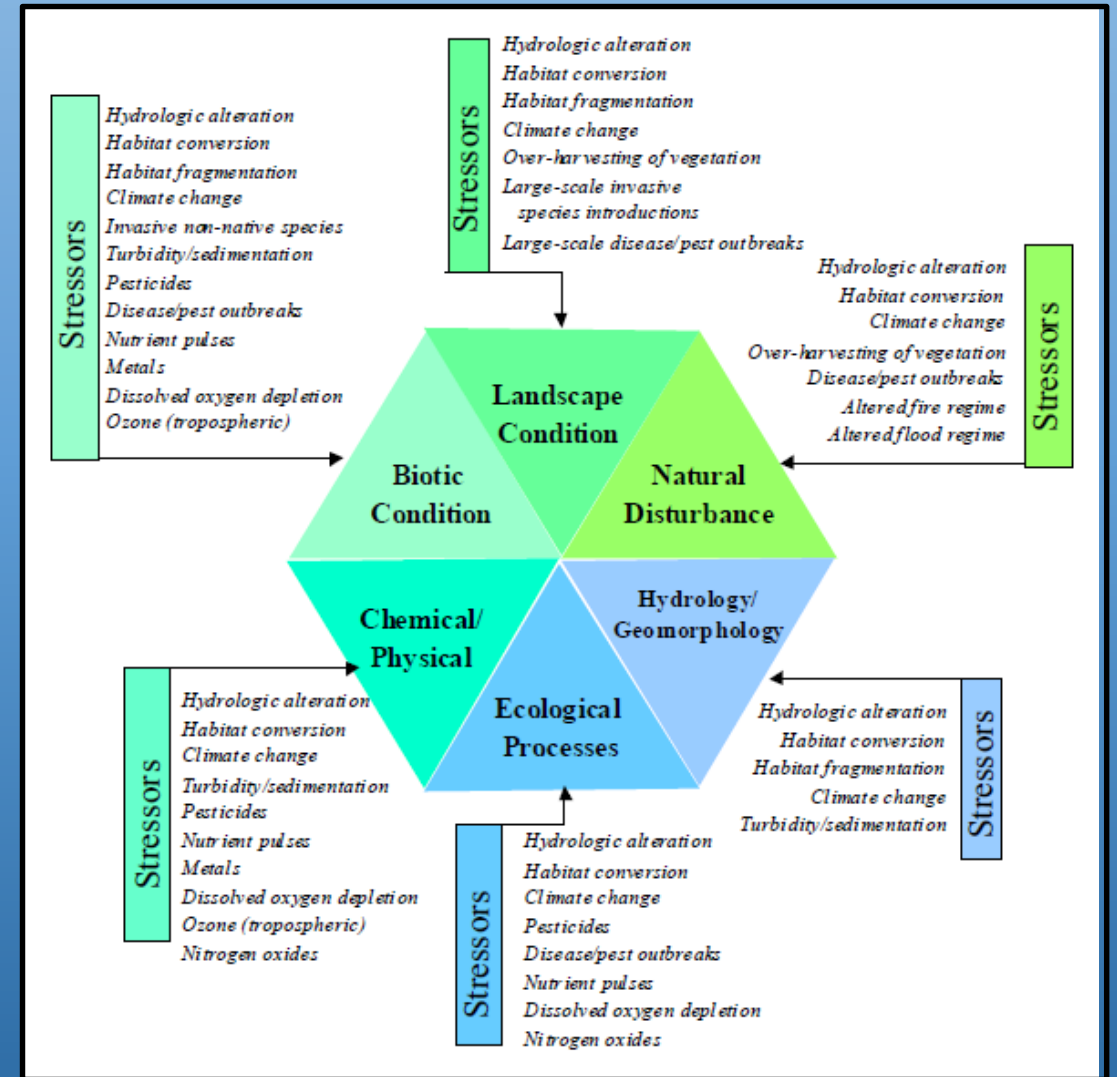 Stressors
Hydrologic alteration
Habitat conversion
Habitat fragmentation
Climate change
Over-harvesting of vegetation
Large-scale invasive
species introductions
Large-scale disease/pest outbreaks
Stressors
Hydrologic alteration
Habitat conversion
Habitat fragmentation
Climate change
Invasive non-native species
Turbidity/sedimentation
Pesticides
Disease/pest outbreaks
Nutrient pulses
Metals
Dissolved oxygen depletion
Ozone (tropospheric)
Stressors
Hydrologic alteration
Habitat conversion
Climate change
Over-harvesting of vegetation
Disease/pest outbreaks
Altered fire regime
Altered flood regime
Landscape
Condition
Biotic
Condition
Natural
Disturbance
Chemical/
Physical
Hydrology/
Geomorphology
Ecological
Processes
Stressors
Hydrologic alteration
Habitat conversion
Climate change
Turbidity/sedimentation
Pesticides
Nutrient pulses
Metals
Dissolved oxygen depletion
Ozone (tropospheric)
Nitrogen oxides
Stressors
Hydrologic alteration
Habitat conversion
Climate change
Pesticides
Disease/pest outbreaks
Nutrient pulses
Dissolved oxygen depletion
Nitrogen oxides
Stressors
Hydrologic alteration
Habitat conversion
Habitat fragmentation
Climate change
Turbidity/sedimentation